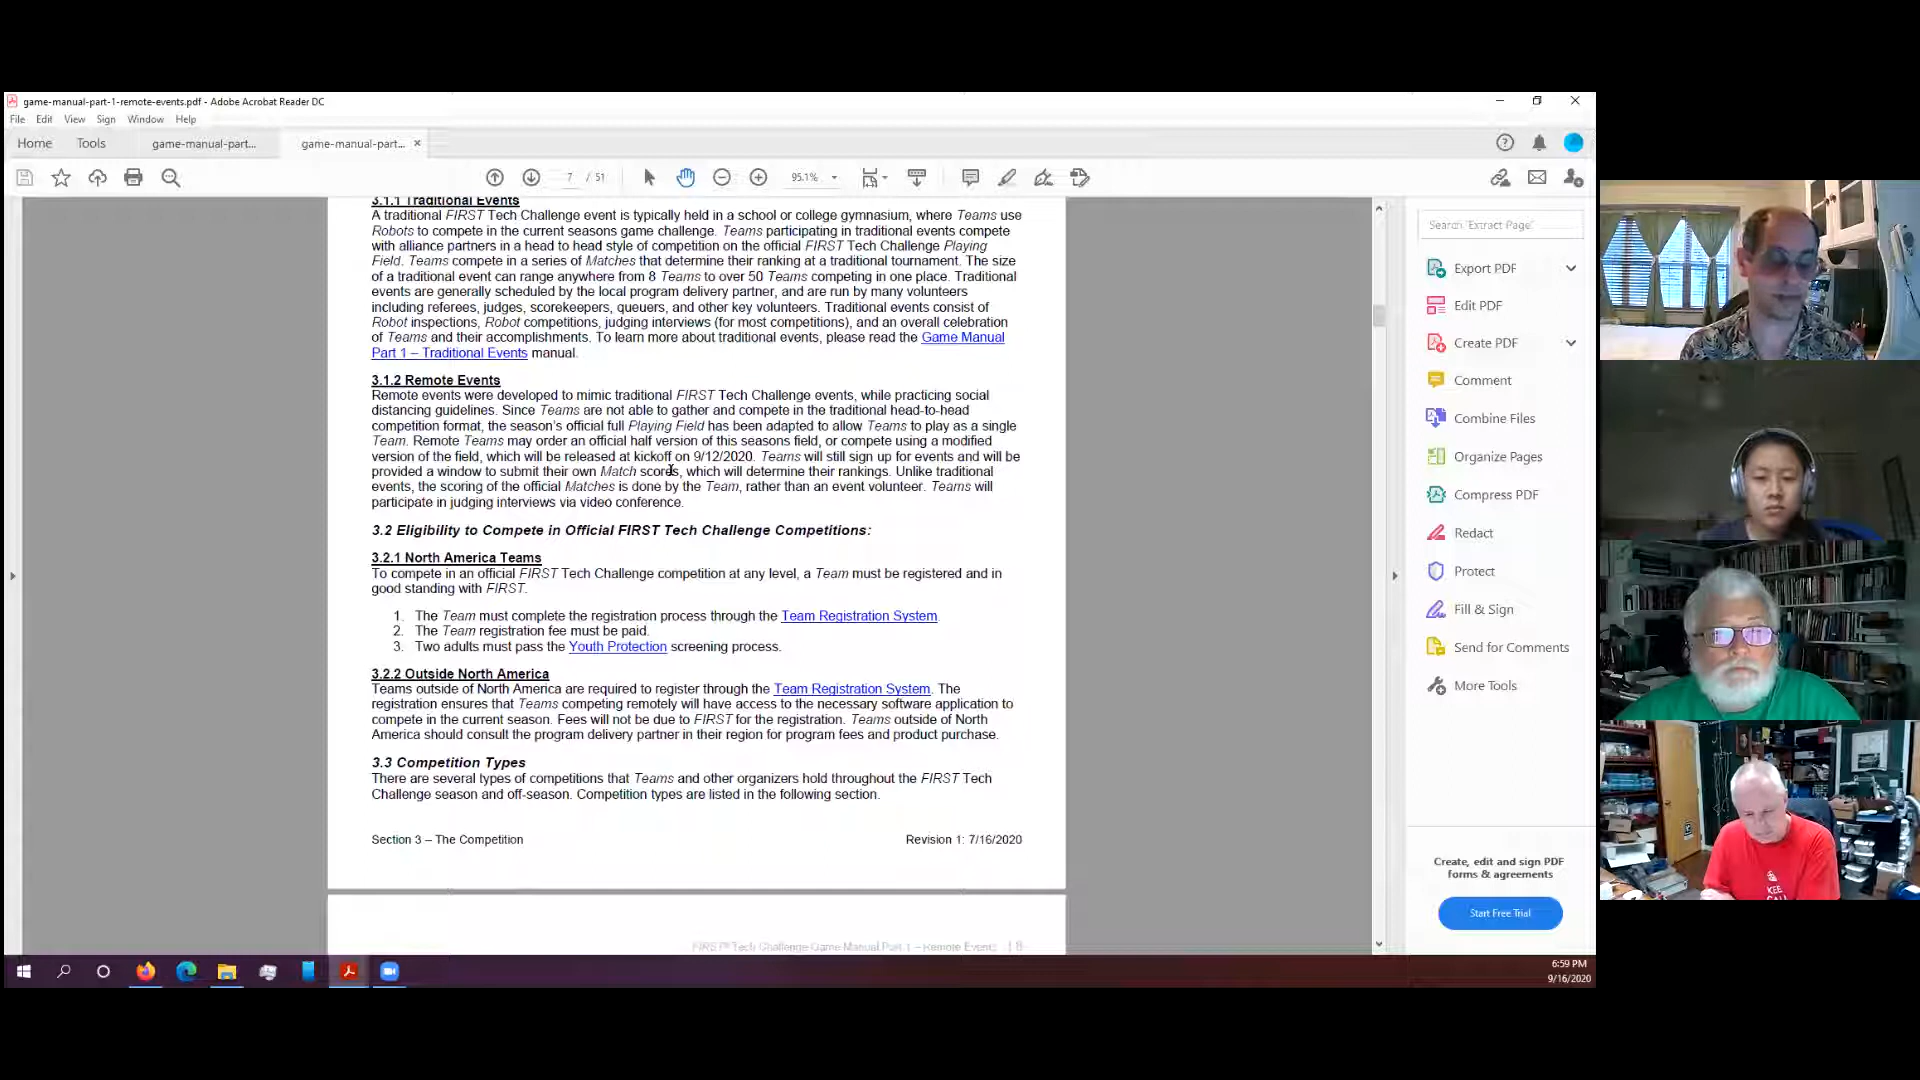 game-manual-part-1-remote-events.pdf - Adobe Acrobat Reader DC
File Edit View Sign Window Help
Home Tools game-manual-part... game-manual-part... ×
7 / 51 95.1%
3.1.1 Traditional Events
A traditional FIRST Tech Challenge event is typically held in a school or college gymnasium, where Teams use
Robots to compete in the current seasons game challenge. Teams participating in traditional events compete
with alliance partners in a head to head style of competition on the official FIRST Tech Challenge Playing
Field. Teams compete in a series of Matches that determine their ranking at a traditional tournament. The size
of a traditional event can range anywhere from 8 Teams to over 50 Teams competing in one place. Traditional
events are generally scheduled by the local program delivery partner, and are run by many volunteers
including referees, judges, scorekeepers, queuers, and other key volunteers. Traditional events consist of
Robot inspections, Robot competitions, judging interviews (for most competitions), and an overall celebration
of Teams and their accomplishments. To learn more about traditional events, please read the Game Manual
Part 1 – Traditional Events manual.
3.1.2 Remote Events
Remote events were developed to mimic traditional FIRST Tech Challenge events, while practicing social
distancing guidelines. Since Teams are not able to gather and compete in the traditional head-to-head
competition format, the season's official full Playing Field has been adapted to allow Teams to play as a single
Team. Remote Teams may order an official half version of this seasons field, or compete using a modified
version of the field, which will be released at kickoff on 9/12/2020. Teams will still sign up for events and will be
provided a window to submit their own Match scores, which will determine their rankings. Unlike traditional
events, the scoring of the official Matches is done by the Team, rather than an event volunteer. Teams will
participate in judging interviews via video conference.
3.2 Eligibility to Compete in Official FIRST Tech Challenge Competitions:
3.2.1 North America Teams
To compete in an official FIRST Tech Challenge competition at any level, a Team must be registered and in
good standing with FIRST.
1. The Team must complete the registration process through the Team Registration System.
2. The Team registration fee must be paid.
3. Two adults must pass the Youth Protection screening process.
3.2.2 Outside North America
Teams outside of North America are required to register through the Team Registration System. The
registration ensures that Teams competing remotely will have access to the necessary software application to
compete in the current season. Fees will not be due to FIRST for the registration. Teams outside of North
America should consult the program delivery partner in their region for program fees and product purchase.
3.3 Competition Types
There are several types of competitions that Teams and other organizers hold throughout the FIRST Tech
Challenge season and off-season. Competition types are listed in the following section.
Section 3 – The Competition Revision 1: 7/16/2020
FIRST® Tech Challenge Game Manual Part 1 – Remote Events | 8
Search 'Extract Page'
Export PDF
Edit PDF
Create PDF
Comment
Combine Files
Organize Pages
Compress PDF
Redact
Protect
Fill & Sign
Send for Comments
More Tools
Create, edit and sign PDF
forms & agreements
Start Free Trial
6:59 PM
9/16/2020
KEE